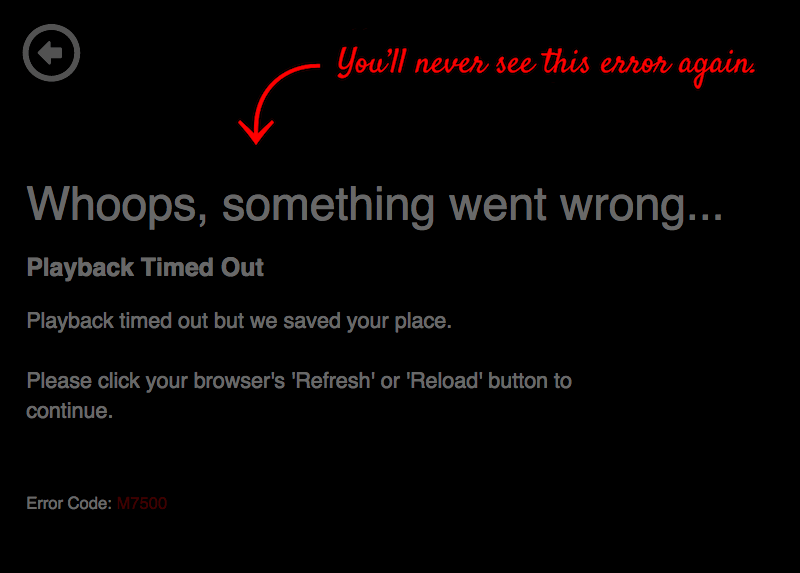 You'll never see this error again.
Whoops, something went wrong...
Playback Timed Out
Playback timed out but we saved your place.
Please click your browser's 'Refresh' or 'Reload' button to
continue.
Error Code: M7500